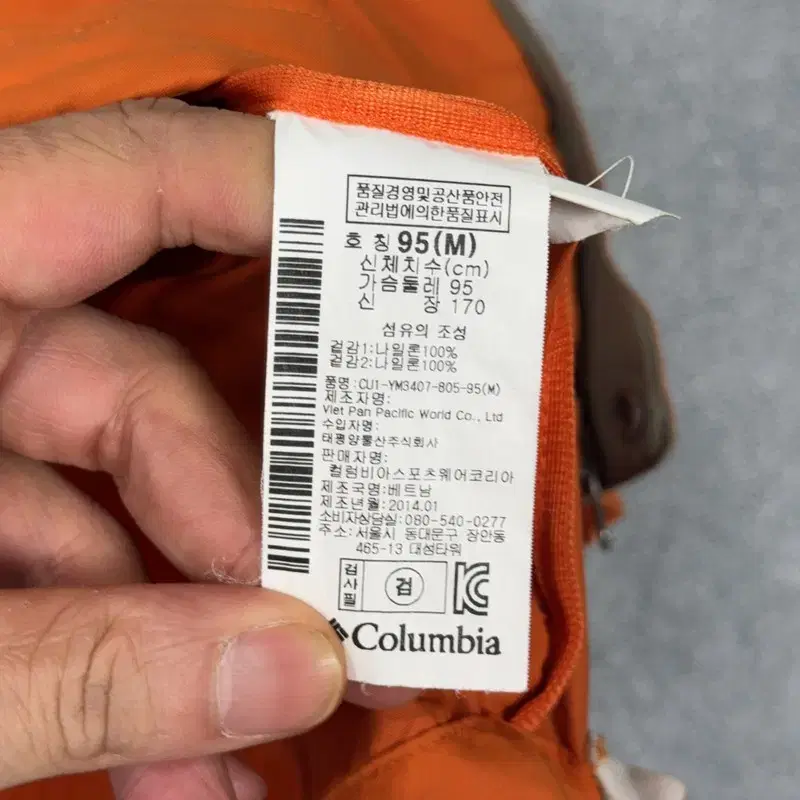 품질경영및공산품안전
관리법에의한품질표시
호 칭 95(M)
신체치수(cm)
가슴둘레 95
신 장 170
섬유의 조성
겉감1:나일론100%
겉감2:나일론100%
품명:CU1-YM3407-805-95(M)
제조자명:
Viet Pan Pacific World Co., Ltd
수입자명:
태평양물산주식회사
판매자명:
컬럼비아스포츠웨어코리아
제조국명:베트남
제조년월:2014.01
소비자상담실:080-540-0277
주소:서울시 동대문구 장안동
465-13 대성타워
검사필
검
KC
Columbia